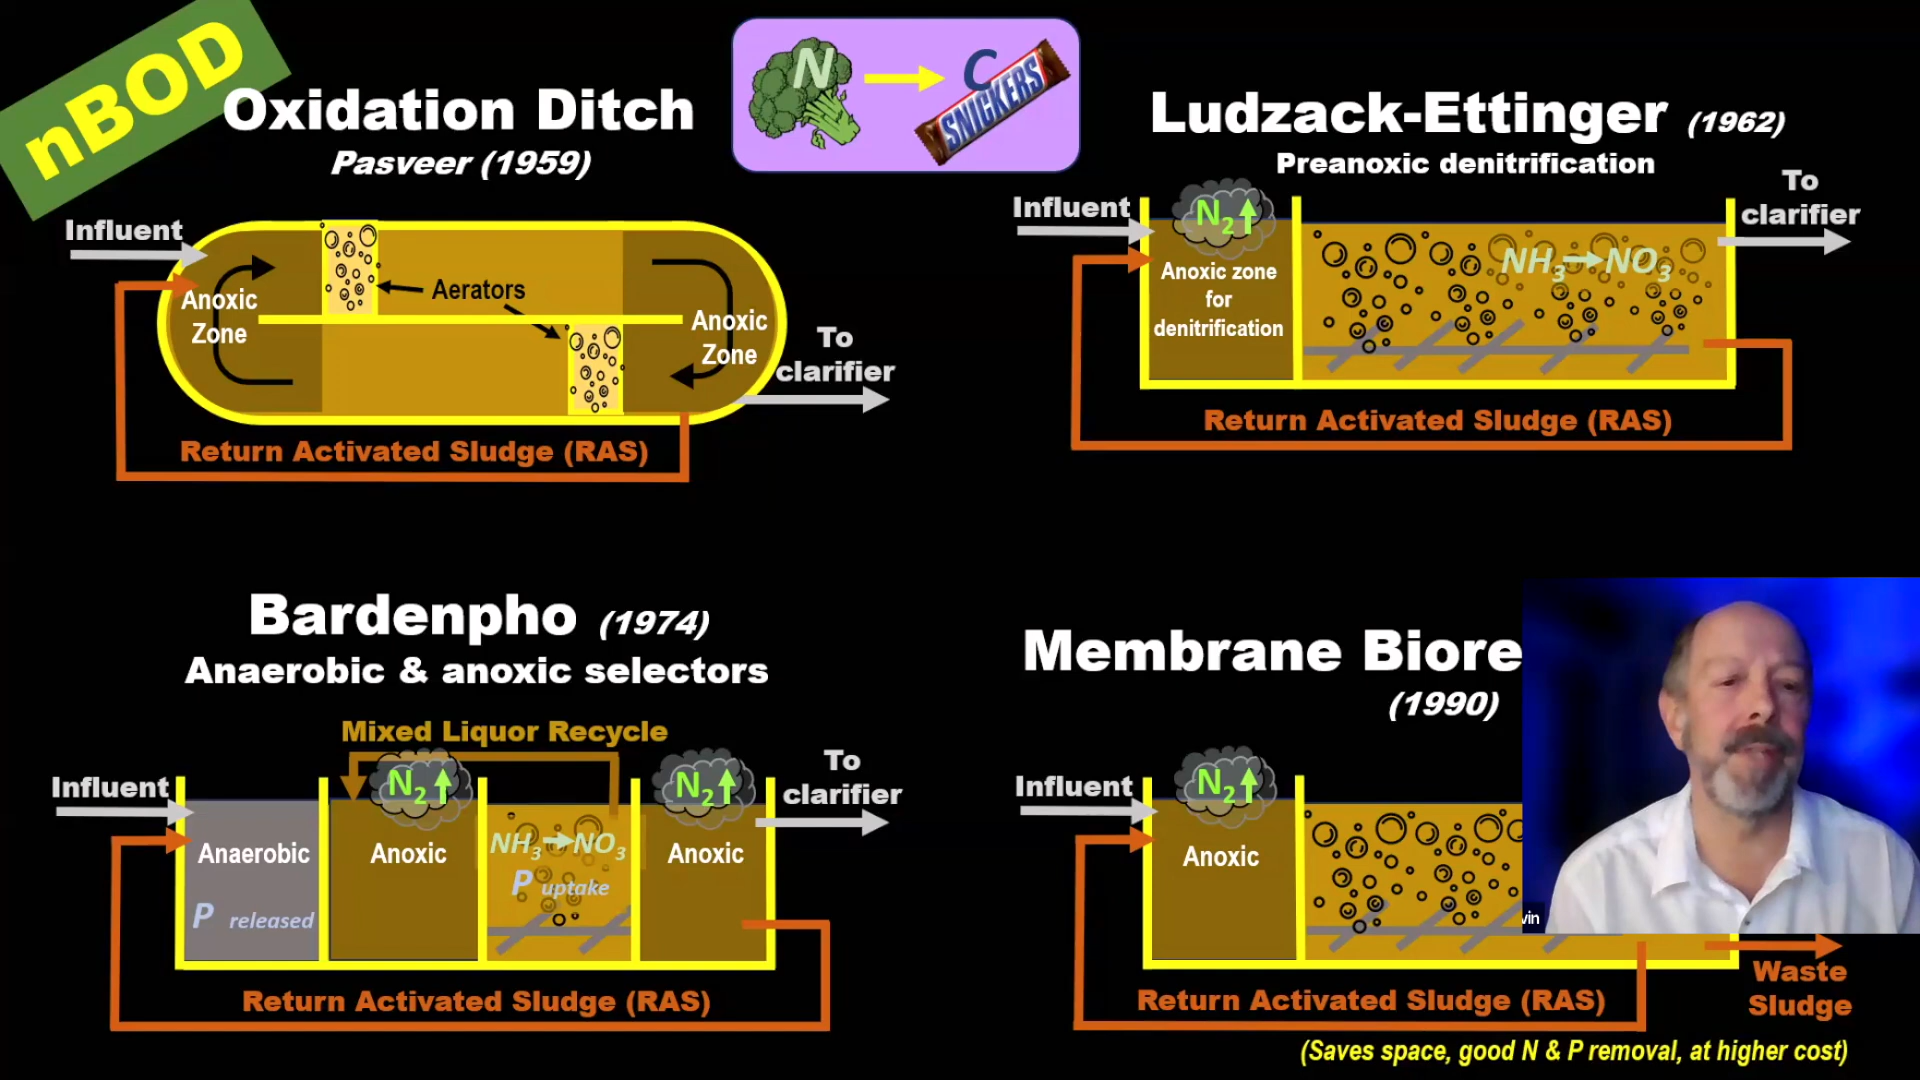 nBOD
Oxidation Ditch
Pasveer (1959)
Influent
Anoxic
Zone
Aerators
Anoxic
Zone
To
clarifier
Return Activated Sludge (RAS)
N
C
SNICKERS
Ludzack-Ettinger (1962)
Preanoxic denitrification
Influent
N2
To
clarifier
Anoxic zone
for
denitrification
NH3 → NO3
Return Activated Sludge (RAS)
Bardenpho (1974)
Anaerobic & anoxic selectors
Mixed Liquor Recycle
Influent
N2
N2
To
clarifier
Anaerobic
P released
Anoxic
NH3 → NO3
P uptake
Anoxic
Return Activated Sludge (RAS)
Membrane Biore
(1990)
Influent
N2
Anoxic
vin
Return Activated Sludge (RAS)
Waste
Sludge
(Saves space, good N & P removal, at higher cost)